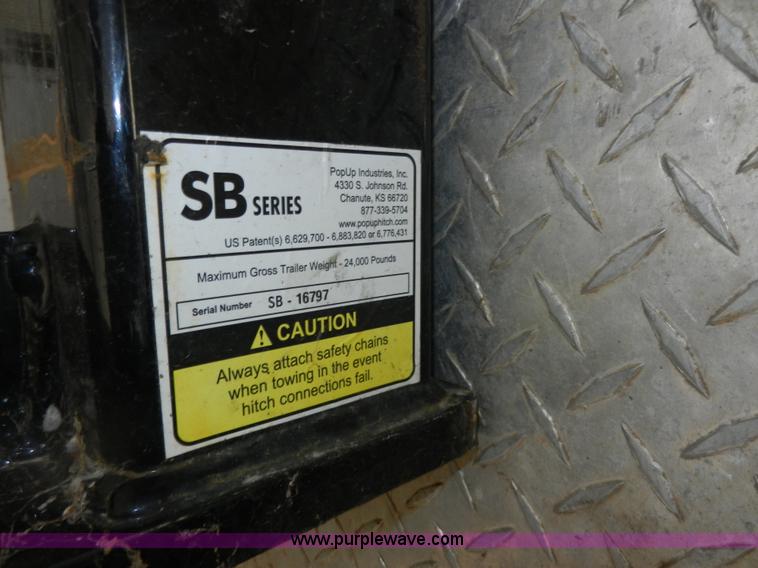 SB SERIES
PopUp Industries, Inc.
4330 S. Johnson Rd.
Chanute, KS 66720
877-339-5704
www.popuphitch.com
US Patent(s) 6,629,700 - 6,883,820 or 6,776,431
Maximum Gross Trailer Weight - 24,000 Pounds
Serial Number SB - 16797
CAUTION
Always attach safety chains
when towing in the event
hitch connections fail.
www.purplewave.com